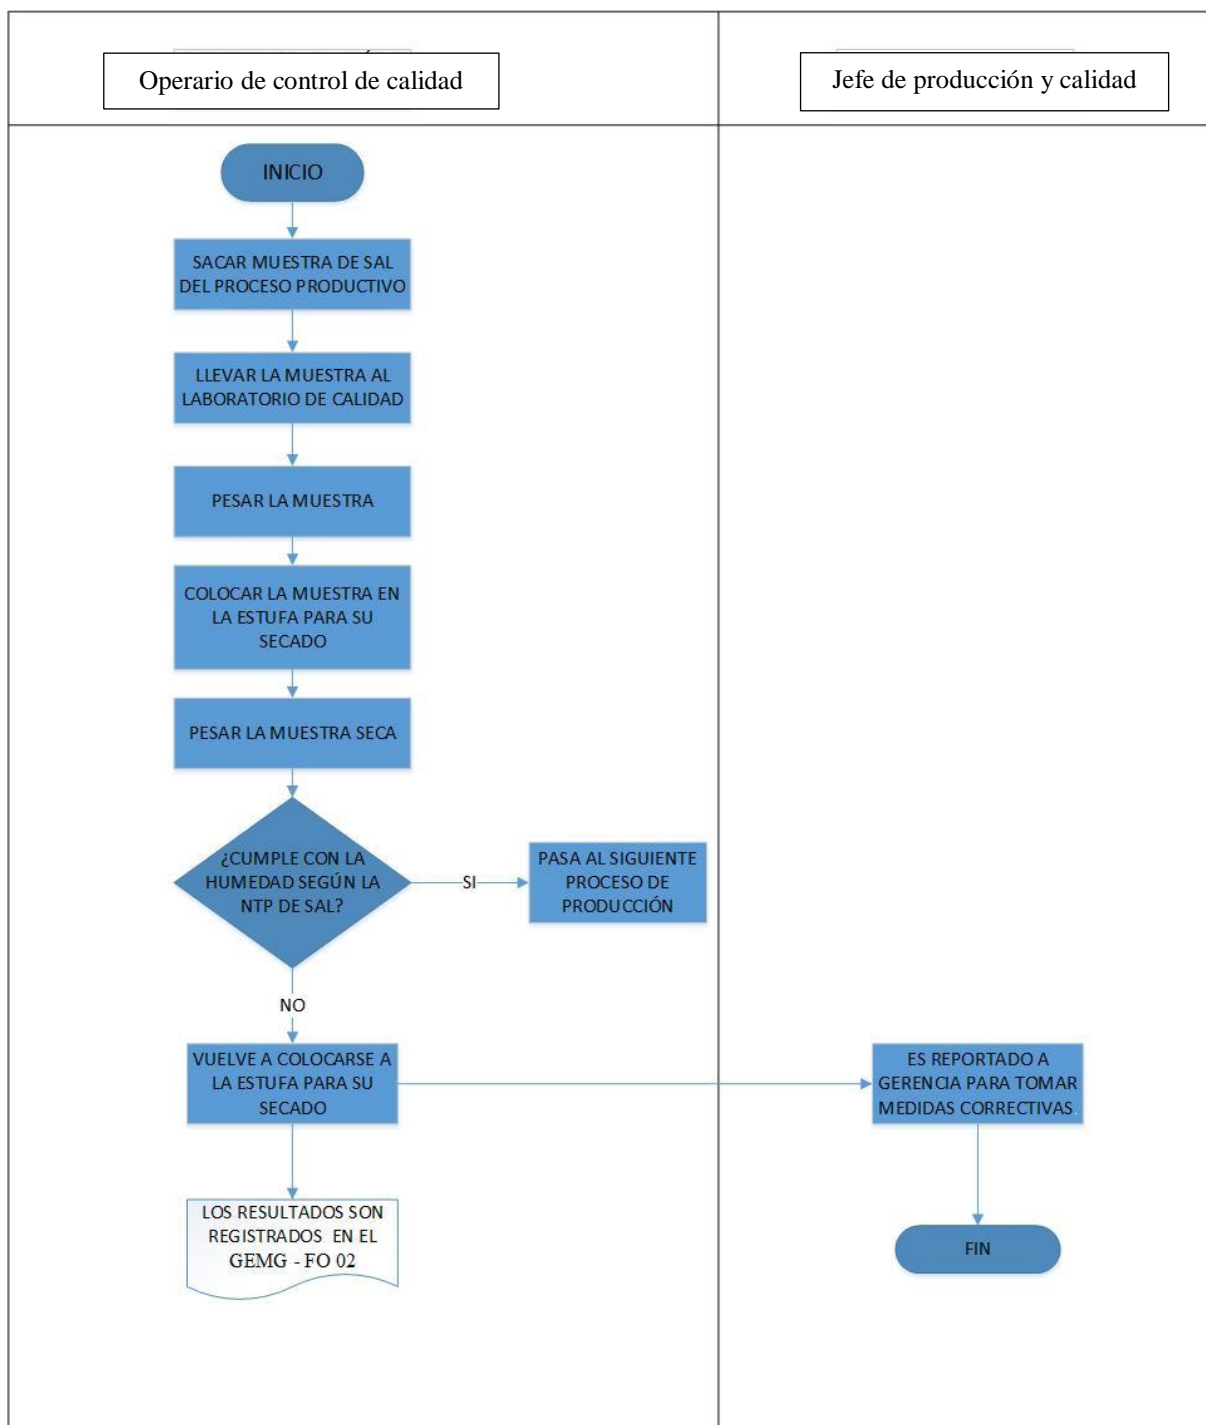 Operario de control de calidad
Jefe de producción y calidad
INICIO
SACAR MUESTRA DE SAL
DEL PROCESO PRODUCTIVO
LLEVAR LA MUESTRA AL
LABORATORIO DE CALIDAD
PESAR LA MUESTRA
COLOCAR LA MUESTRA EN
LA ESTUFA PARA SU
SECADO
PESAR LA MUESTRA SECA
¿CUMPLE CON LA
HUMEDAD SEGÚN LA
NTP DE SAL?
SI
PASA AL SIGUIENTE
PROCESO DE
PRODUCCIÓN
NO
VUELVE A COLOCARSE A
LA ESTUFA PARA SU
SECADO
ES REPORTADO A
GERENCIA PARA TOMAR
MEDIDAS CORRECTIVAS.
LOS RESULTADOS SON
REGISTRADOS EN EL
GEMG - FO 02
FIN